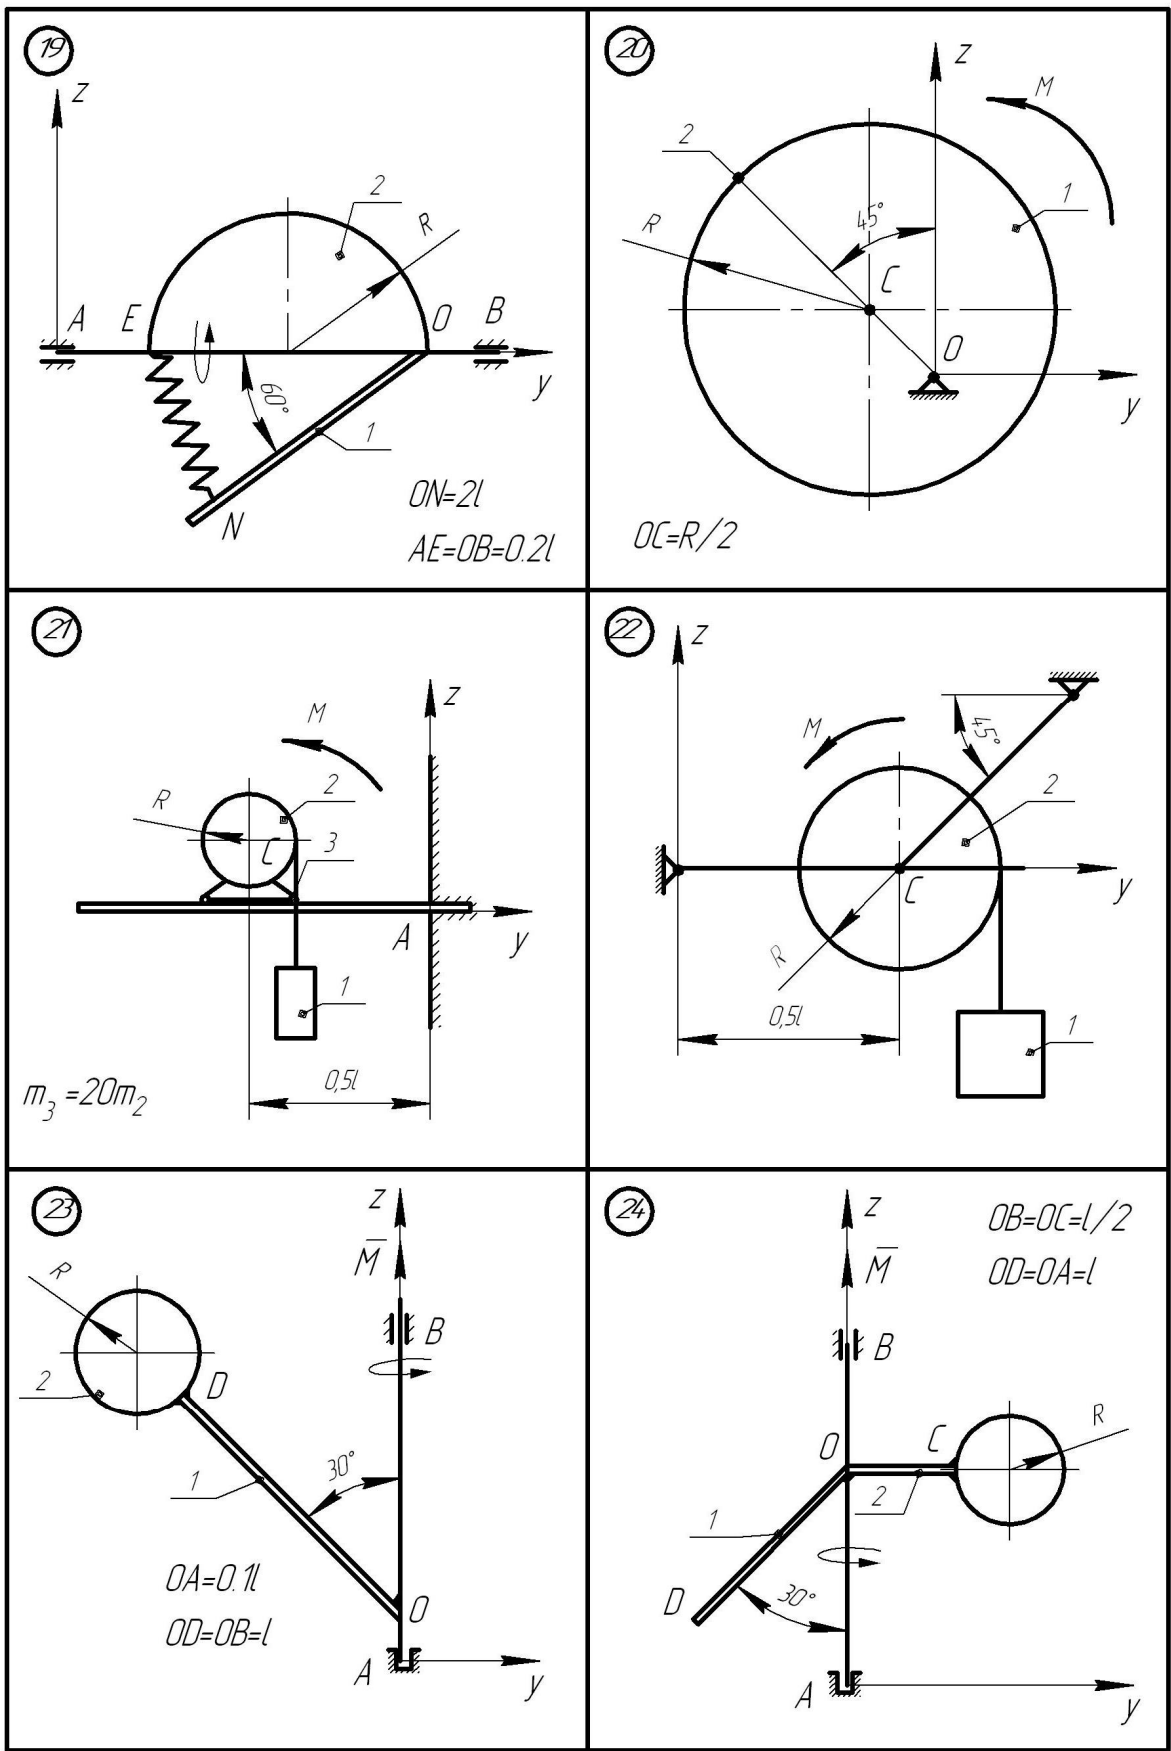 19
z
2
R
A
E
O
B
y
60°
1
N
ON=2l
AE=OB=0.2l
20
z
M
2
1
45°
R
C
O
y
OC=R/2
21
z
M
R
2
C
3
A
y
1
m3 =20m2
0,5l
22
z
M
45°
2
C
y
R
0,5l
1
23
z
M̅
R
B
2
D
30°
1
OA=0.1l
O
OD=OB=l
A
y
24
z
OB=OC=l/2
M̅
OD=OA=l
B
R
O
C
1
2
D
30°
A
y